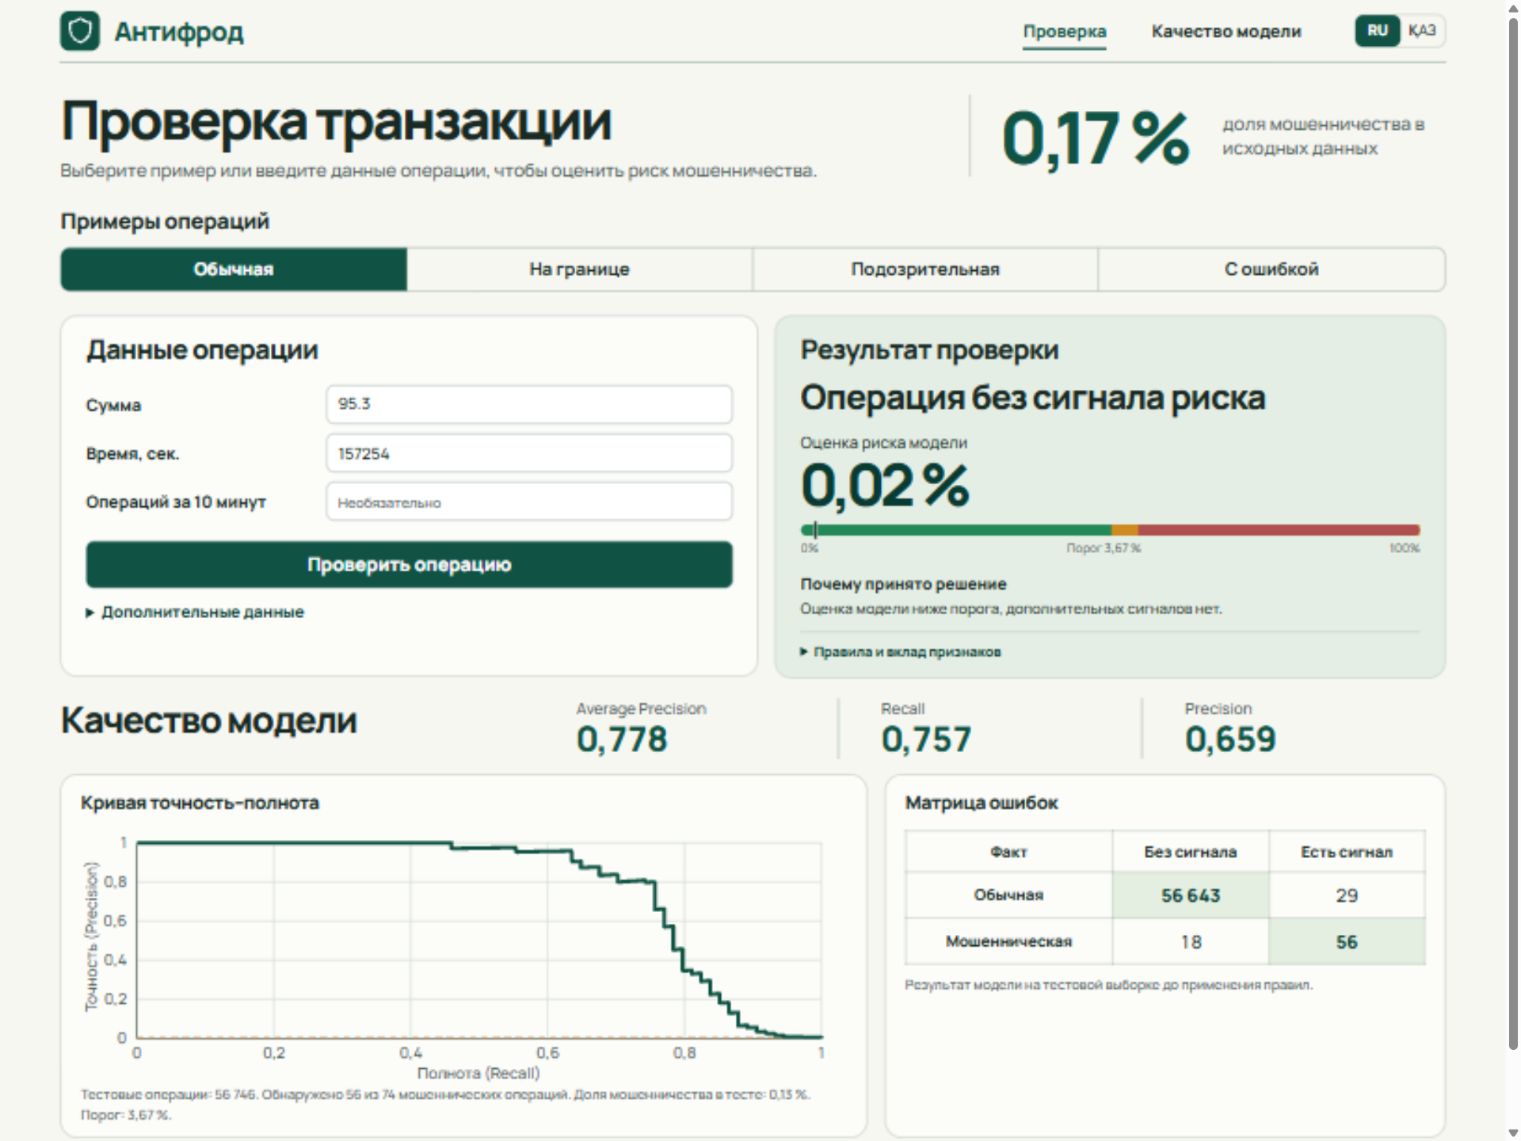 Антифрод
Проверка
Качество модели
RU
ҚАЗ
Проверка транзакции
Выберите пример или введите данные операции, чтобы оценить риск мошенничества.
0,17 %
доля мошенничества в
исходных данных
Примеры операций
Обычная
На границе
Подозрительная
С ошибкой
Данные операции
Сумма
95.3
Время, сек.
157254
Операций за 10 минут
Необязательно
Проверить операцию
Дополнительные данные
Результат проверки
Операция без сигнала риска
Оценка риска модели
0,02 %
0%
Порог 3,67 %
100%
Почему принято решение
Оценка модели ниже порога, дополнительных сигналов нет.
Правила и вклад признаков
Качество модели
Average Precision
0,778
Recall
0,757
Precision
0,659
Кривая точность–полнота
Точность (Precision)
1
0,8
0,6
0,4
0,2
0
0
0,2
0,4
0,6
0,8
1
Полнота (Recall)
Тестовые операции: 56 746. Обнаружено 56 из 74 мошеннических операций. Доля мошенничества в тесте: 0,13 %.
Порог: 3,67 %.
Матрица ошибок
Факт Без сигнала Есть сигнал
Обычная 56 643 29
Мошенническая 18 56
Результат модели на тестовой выборке до применения правил.